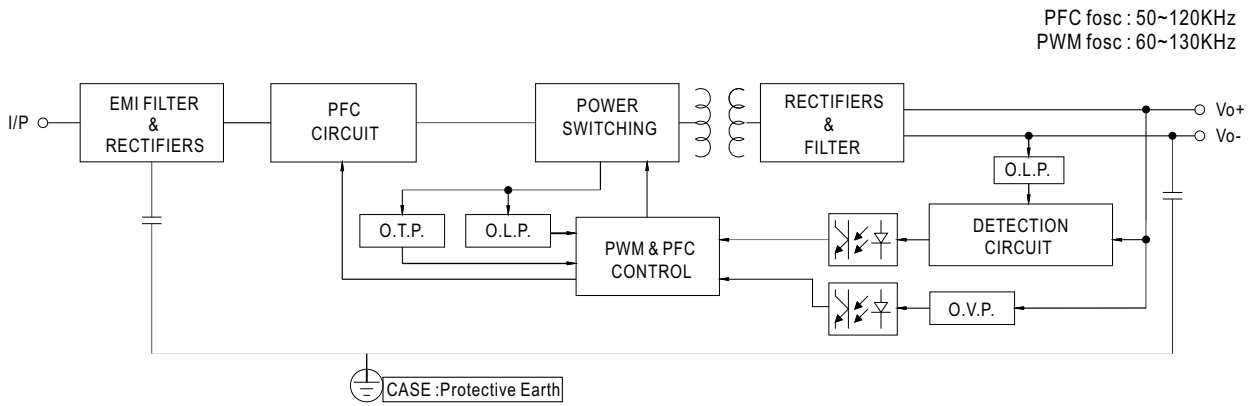 PFC fosc : 50~120KHz
PWM fosc : 60~130KHz
I/P
EMI FILTER
&
RECTIFIERS
PFC
CIRCUIT
POWER
SWITCHING
RECTIFIERS
&
FILTER
Vo+
Vo-
O.L.P.
O.T.P.
O.L.P.
PWM & PFC
CONTROL
DETECTION
CIRCUIT
O.V.P.
CASE :Protective Earth